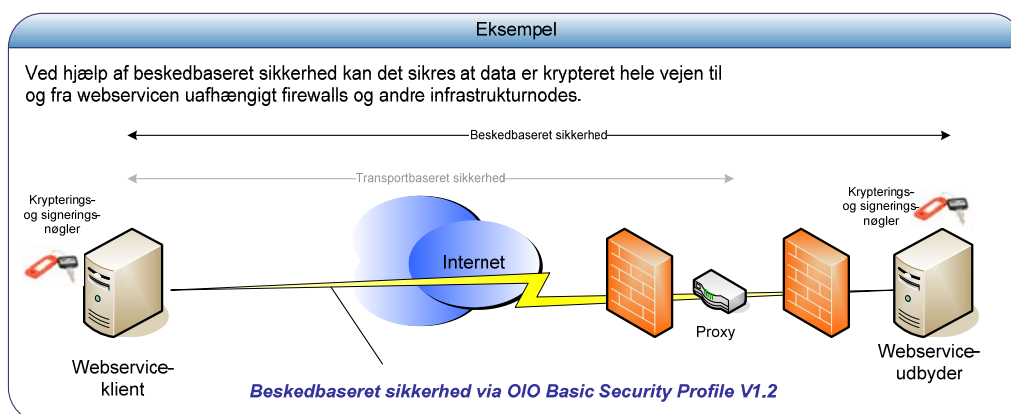 Eksempel
Ved hjælp af beskedbaseret sikkerhed kan det sikres at data er krypteret hele vejen til
og fra webservicen uafhængigt firewalls og andre infrastrukturnodes.
Beskedbaseret sikkerhed
Transportbaseret sikkerhed
Krypterings-
og signerings-
nøgler
Krypterings-
og signerings-
nøgler
Internet
Proxy
Webservice-
klient
Webservice-
udbyder
Beskedbaseret sikkerhed via OIO Basic Security Profile V1.2